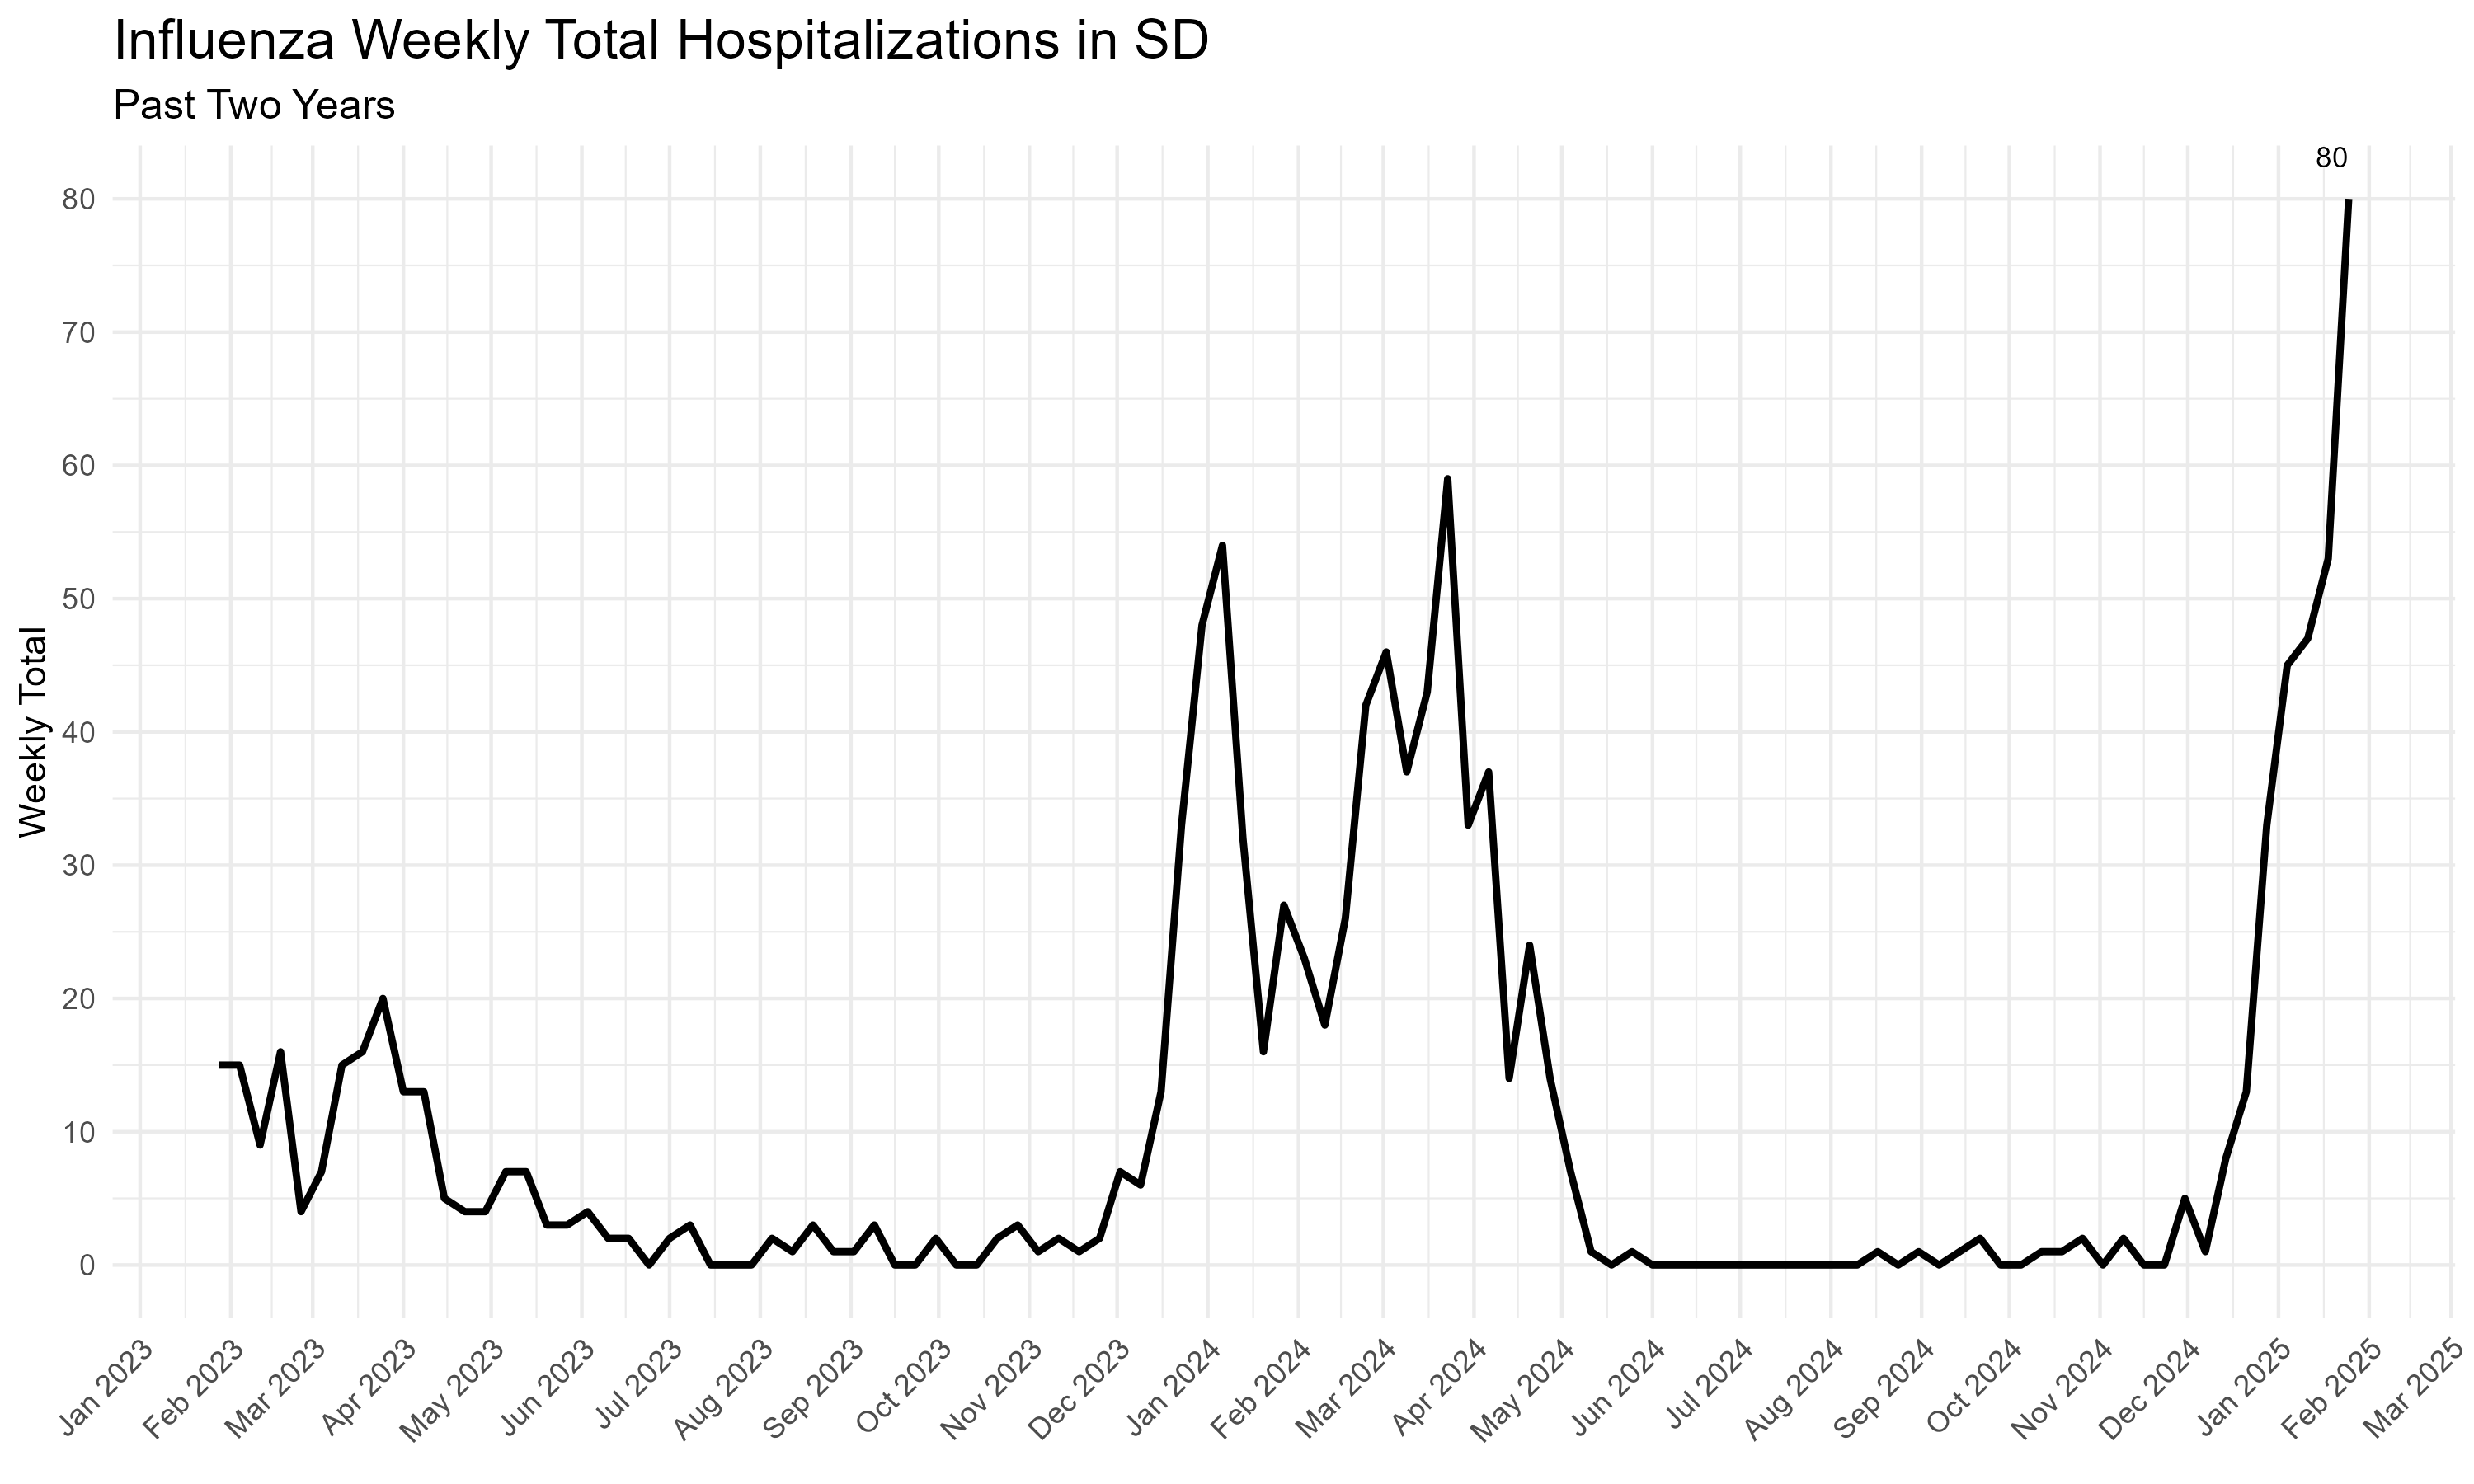 Influenza Weekly Total Hospitalizations in SD
Past Two Years
80
Weekly Total
80
70
60
50
40
30
20
10
0
Jan 2023
Feb 2023
Mar 2023
Apr 2023
May 2023
Jun 2023
Jul 2023
Aug 2023
Sep 2023
Oct 2023
Nov 2023
Dec 2023
Jan 2024
Feb 2024
Mar 2024
Apr 2024
May 2024
Jun 2024
Jul 2024
Aug 2024
Sep 2024
Oct 2024
Nov 2024
Dec 2024
Jan 2025
Feb 2025
Mar 2025